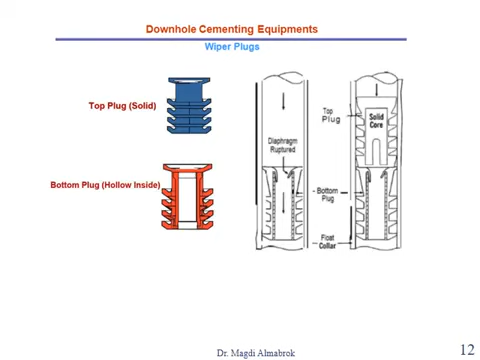 Downhole Cementing Equipments
Wiper Plugs
Top Plug (Solid)
Bottom Plug (Hollow Inside)
Diaphragm
Ruptured
Top
Plug
Solid
Core
- Bottom
Plug
Float
Collar
Dr. Magdi Almabrok
12